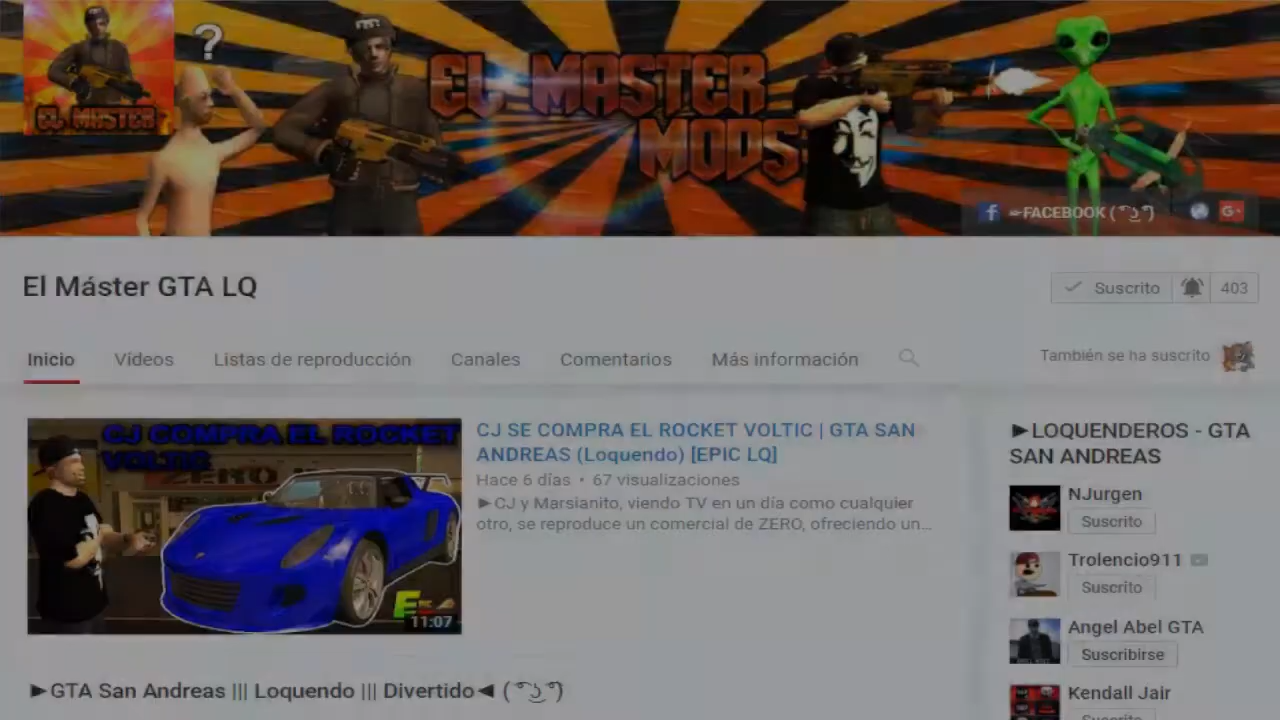 ?
EL MASTER
EL MASTER
MODS
✏FACEBOOK ( ͡° ͜ʖ ͡°)
G+
El Máster GTA LQ
Suscrito
403
Inicio
Vídeos
Listas de reproducción
Canales
Comentarios
Más información
También se ha suscrito
CJ COMPRA EL ROCKET
VOLTIC
ZERO
EPIC
11:07
CJ SE COMPRA EL ROCKET VOLTIC | GTA SAN
ANDREAS (Loquendo) [EPIC LQ]
Hace 6 días • 67 visualizaciones
►CJ y Marsianito, viendo TV en un día como cualquier
otro, se reproduce un comercial de ZERO, ofreciendo un...
►LOQUENDEROS - GTA
SAN ANDREAS
NJurgen
Suscrito
Trolencio911
Suscrito
Angel Abel GTA
Suscribirse
Kendall Jair
Suscrito
►GTA San Andreas ||| Loquendo ||| Divertido◄ ( ͡° ͜ʖ ͡°)